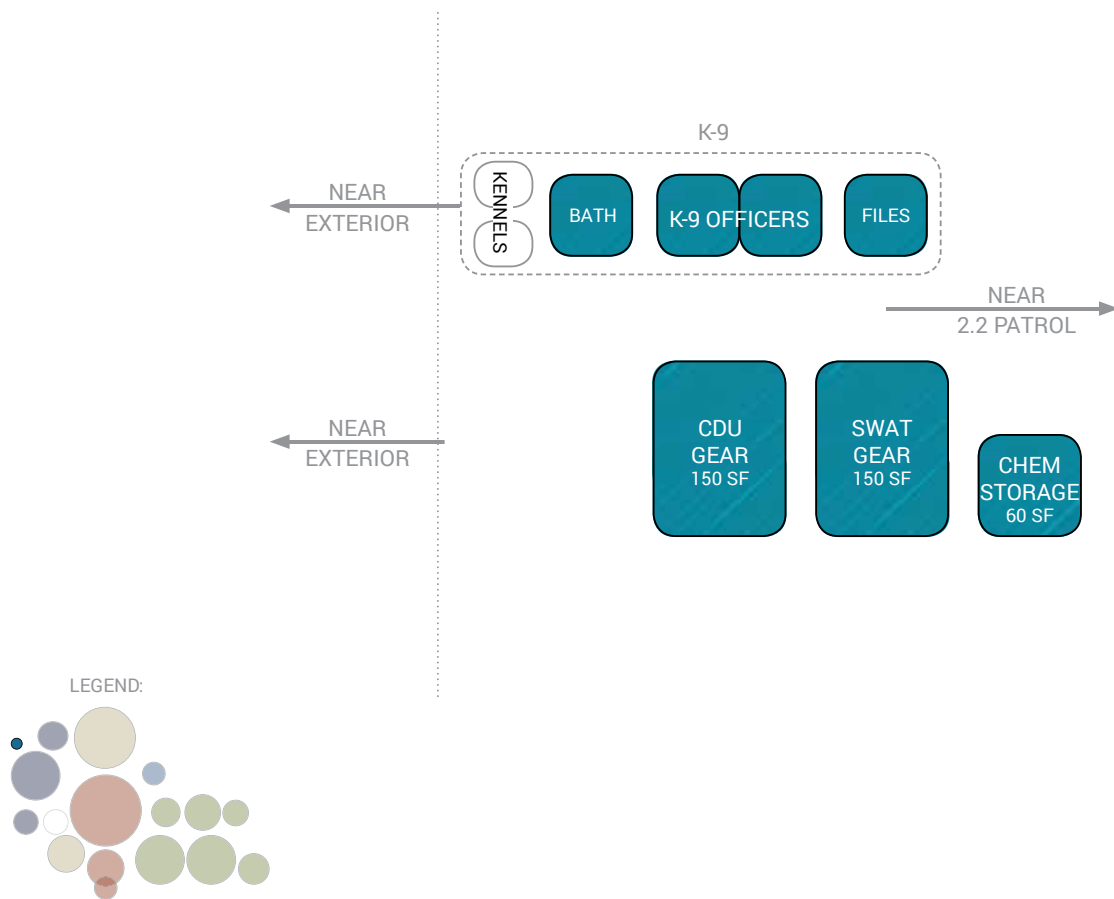 K-9
NEAR
EXTERIOR
KENNELS
BATH
K-9 OFFICERS
FILES
NEAR
2.2 PATROL
NEAR
EXTERIOR
CDU
GEAR
150 SF
SWAT
GEAR
150 SF
CHEM
STORAGE
60 SF
LEGEND: